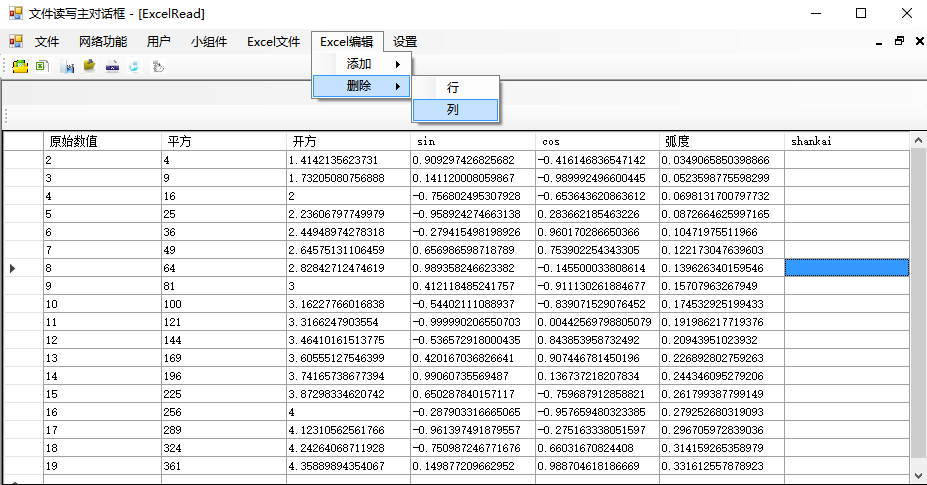 文件读写主对话框 - [ExcelRead]
文件 网络功能 用户 小组件 Excel文件 Excel编辑 设置
添加
删除 行
列
原始数值 平方 开方 sin cos 弧度 shankai
2 4 1.4142135623731 0.909297426825682 -0.416146836547142 0.0349065850398866
3 9 1.73205080756888 0.141120008059867 -0.989992496600445 0.0523598775598299
4 16 2 -0.756802495307928 -0.653643620863612 0.0698131700797732
5 25 2.23606797749979 -0.958924274663138 0.283662185463226 0.0872664625997165
6 36 2.44948974278318 -0.279415498198926 0.960170286650366 0.10471975511966
7 49 2.64575131106459 0.656986598718789 0.753902254343305 0.122173047639603
8 64 2.82842712474619 0.989358246623382 -0.145500033808614 0.139626340159546
9 81 3 0.412118485241757 -0.911130261884677 0.15707963267949
10 100 3.16227766016838 -0.54402111088937 -0.839071529076452 0.174532925199433
11 121 3.3166247903554 -0.999990206550703 0.00442569798805079 0.191986217719376
12 144 3.46410161513775 -0.536572918000435 0.843853958732492 0.20943951023932
13 169 3.60555127546399 0.420167036826641 0.907446781450196 0.226892802759263
14 196 3.74165738677394 0.99060735569487 0.136737218207834 0.244346095279206
15 225 3.87298334620742 0.650287840157117 -0.759687912858821 0.261799387799149
16 256 4 -0.287903316665065 -0.957659480323385 0.279252680319093
17 289 4.12310562561766 -0.961397491879557 -0.275163338051597 0.296705972839036
18 324 4.24264068711928 -0.750987246771676 0.66031670824408 0.314159265358979
19 361 4.35889894354067 0.149877209662952 0.988704618186669 0.331612557878923